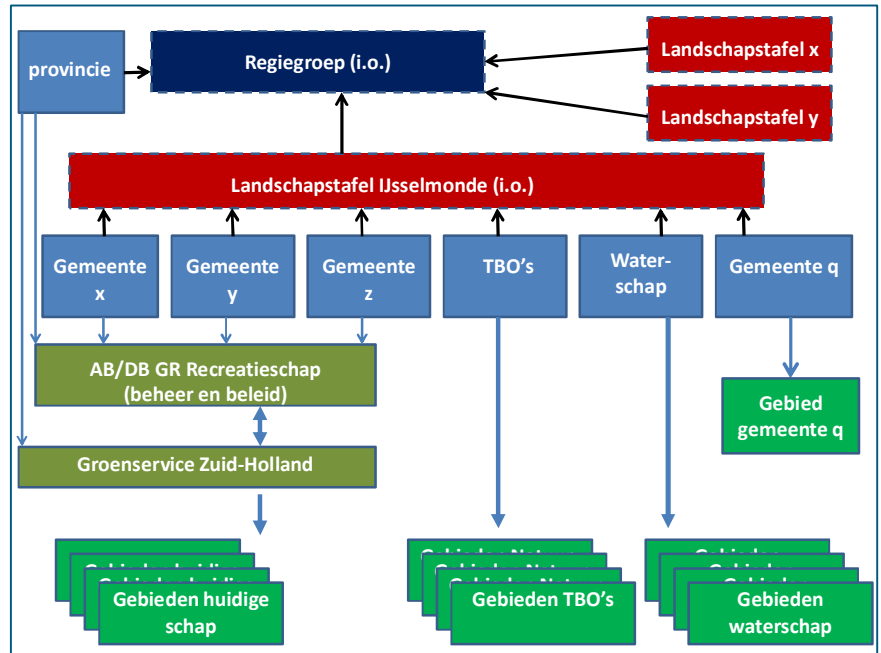 provincie
Regiegroep (i.o.)
Landschapstafel x
Landschapstafel y
Landschapstafel IJsselmonde (i.o.)
Gemeente
x
Gemeente
y
Gemeente
z
TBO's
Water-
schap
Gemeente q
AB/DB GR Recreatieschap
(beheer en beleid)
Gebied
gemeente q
Groenservice Zuid-Holland
Gebieden huidige
schap
Gebieden TBO's
Gebieden
waterschap